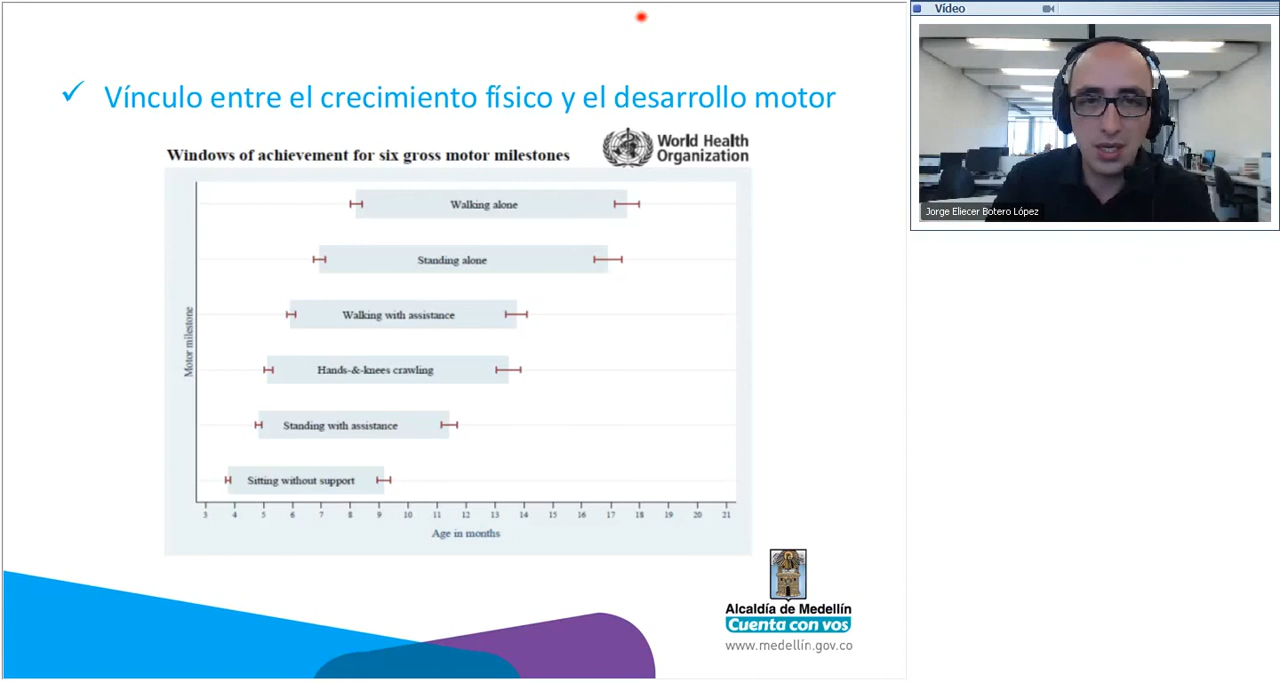 Vídeo
Jorge Eliecer Botero López
✓ Vínculo entre el crecimiento físico y el desarrollo motor
World Health
Organization
Windows of achievement for six gross motor milestones
Walking alone
Standing alone
Walking with assistance
Hands-&-knees crawling
Standing with assistance
Sitting without support
Motor milestone
3 4 5 6 7 8 9 10 11 12 13 14 15 16 17 18 19 20 21
Age in months
Alcaldía de Medellín
Cuenta con vos
www.medellín.gov.co